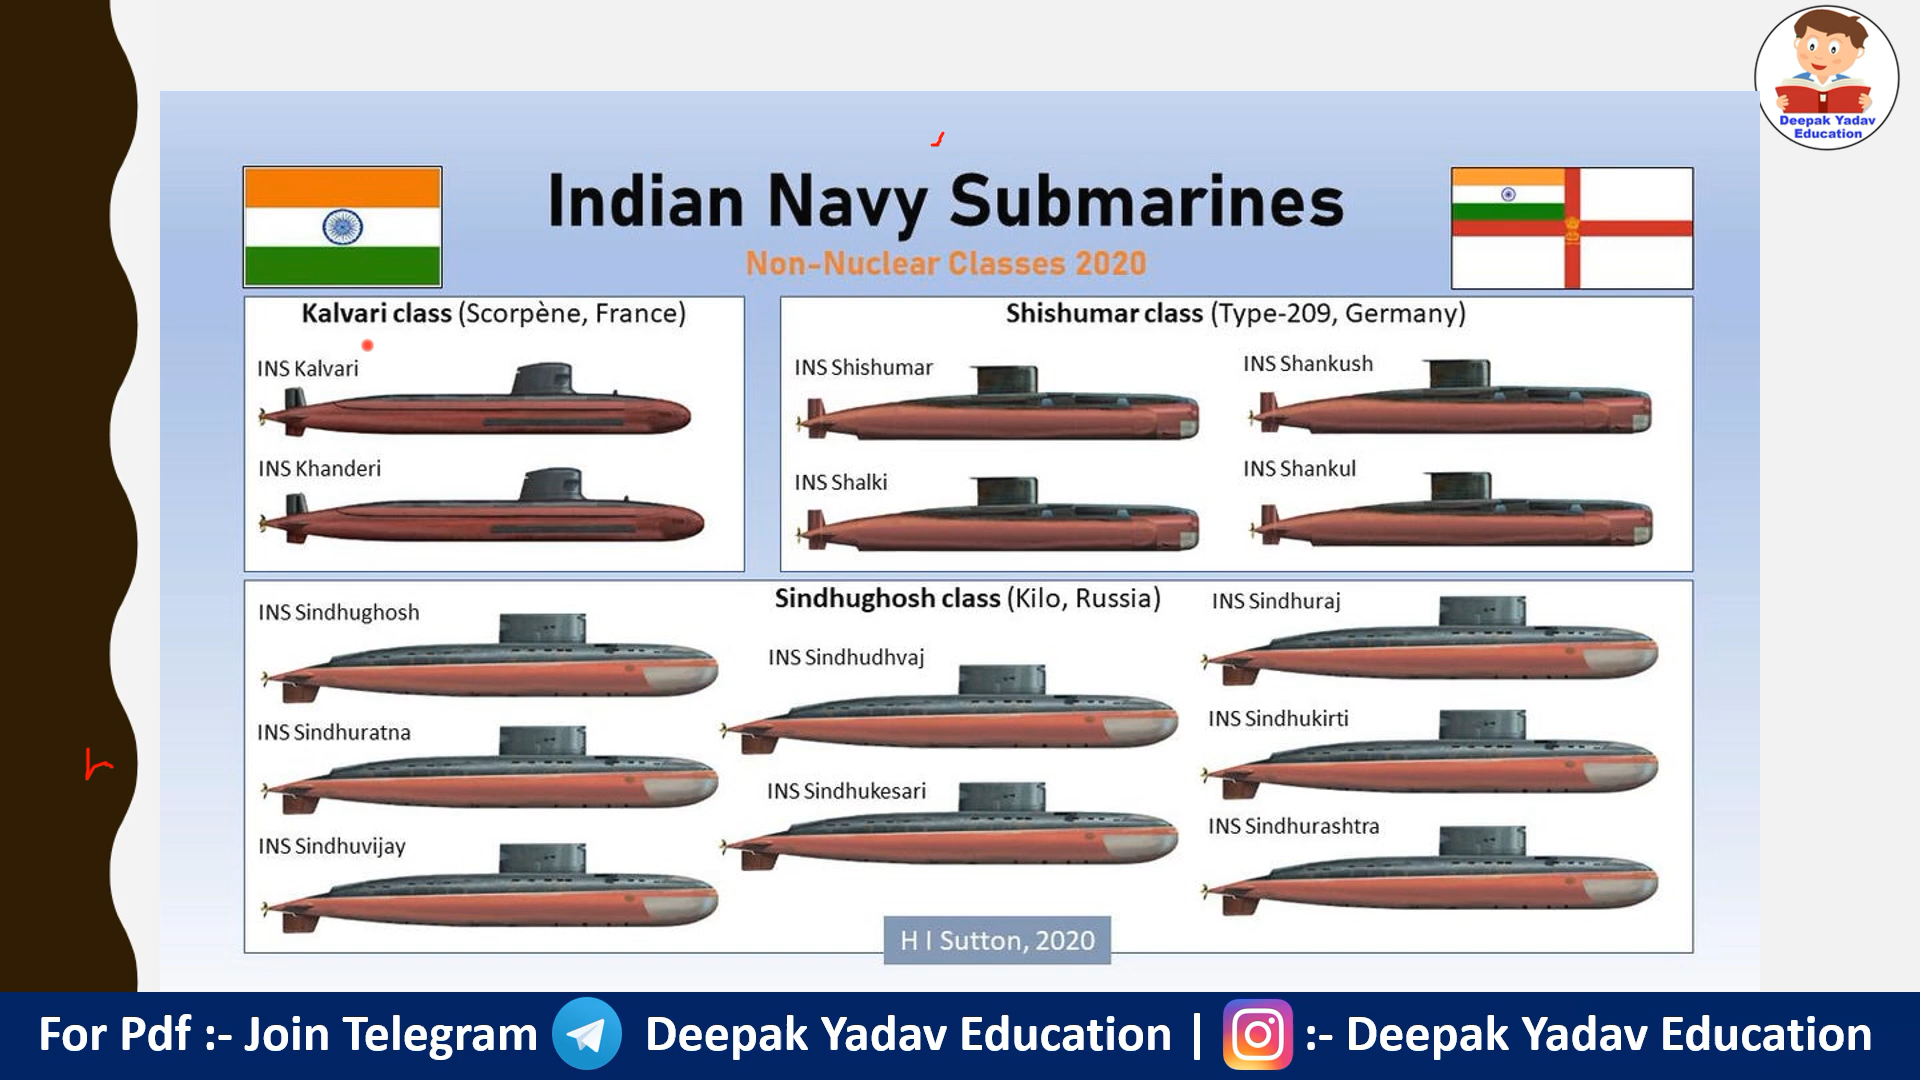 Deepak Yadav
Education
Indian Navy Submarines
Non-Nuclear Classes 2020
Kalvari class (Scorpène, France)
INS Kalvari
INS Khanderi
Shishumar class (Type-209, Germany)
INS Shishumar
INS Shankush
INS Shalki
INS Shankul
Sindhughosh class (Kilo, Russia)
INS Sindhughosh
INS Sindhuratna
INS Sindhuvijay
INS Sindhudhvaj
INS Sindhukesari
INS Sindhuraj
INS Sindhukirti
INS Sindhurashtra
H I Sutton, 2020
For Pdf :- Join Telegram Deepak Yadav Education | :- Deepak Yadav Education